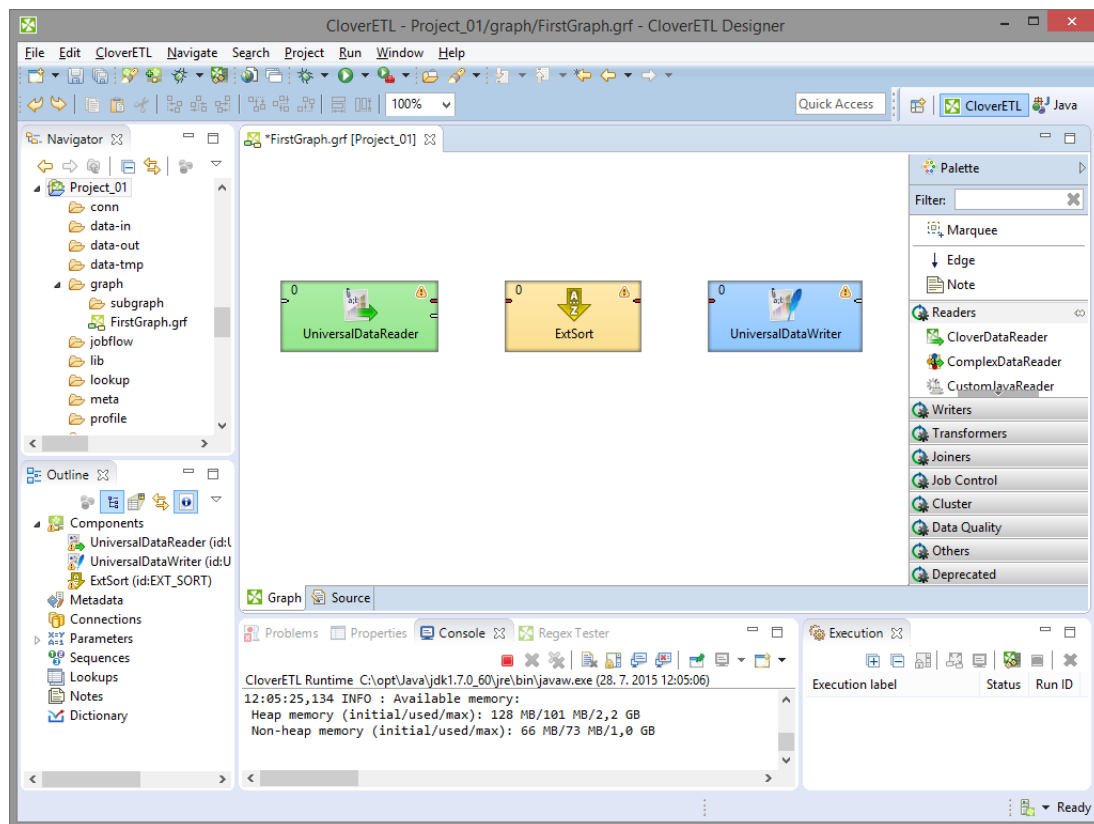 CloverETL - Project_01/graph/FirstGraph.grf - CloverETL Designer
File Edit CloverETL Navigate Search Project Run Window Help
100%
Quick Access
CloverETL
Java
Navigator
Project_01
conn
data-in
data-out
data-tmp
graph
subgraph
FirstGraph.grf
jobflow
lib
lookup
meta
profile
Outline
Components
UniversalDataReader (id:U
UniversalDataWriter (id:U
ExtSort (id:EXT_SORT)
Metadata
Connections
Parameters
Sequences
Lookups
Notes
Dictionary
*FirstGraph.grf [Project_01]
0
UniversalDataReader
0
ExtSort
0
UniversalDataWriter
Palette
Filter:
Marquee
Edge
Note
Readers
CloverDataReader
ComplexDataReader
CustomJavaReader
Writers
Transformers
Joiners
Job Control
Cluster
Data Quality
Others
Deprecated
Graph Source
Problems Properties Console Regex Tester
CloverETL Runtime C:\opt\Java\jdk1.7.0_60\jre\bin\javaw.exe (28. 7. 2015 12:05:06)
12:05:25,134 INFO : Available memory:
Heap memory (initial/used/max): 128 MB/101 MB/2,2 GB
Non-heap memory (initial/used/max): 66 MB/73 MB/1,0 GB
Execution
Execution label Status Run ID
Ready